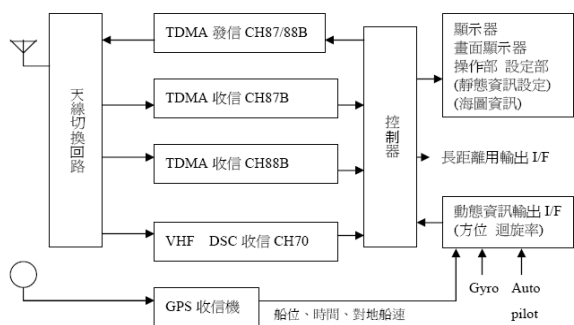 TDMA 發信 CH87/88B
TDMA 收信 CH87B
TDMA 收信 CH88B
VHF DSC 收信 CH70
GPS 收信機
天線切換回路
控制器
顯示器
畫面顯示器
操作部 設定部
(靜態資訊設定)
(海圖資訊)
長距離用輸出 I/F
動態資訊輸出 I/F
(方位 迴旋率)
船位、時間、對地船速
Gyro
Auto
pilot